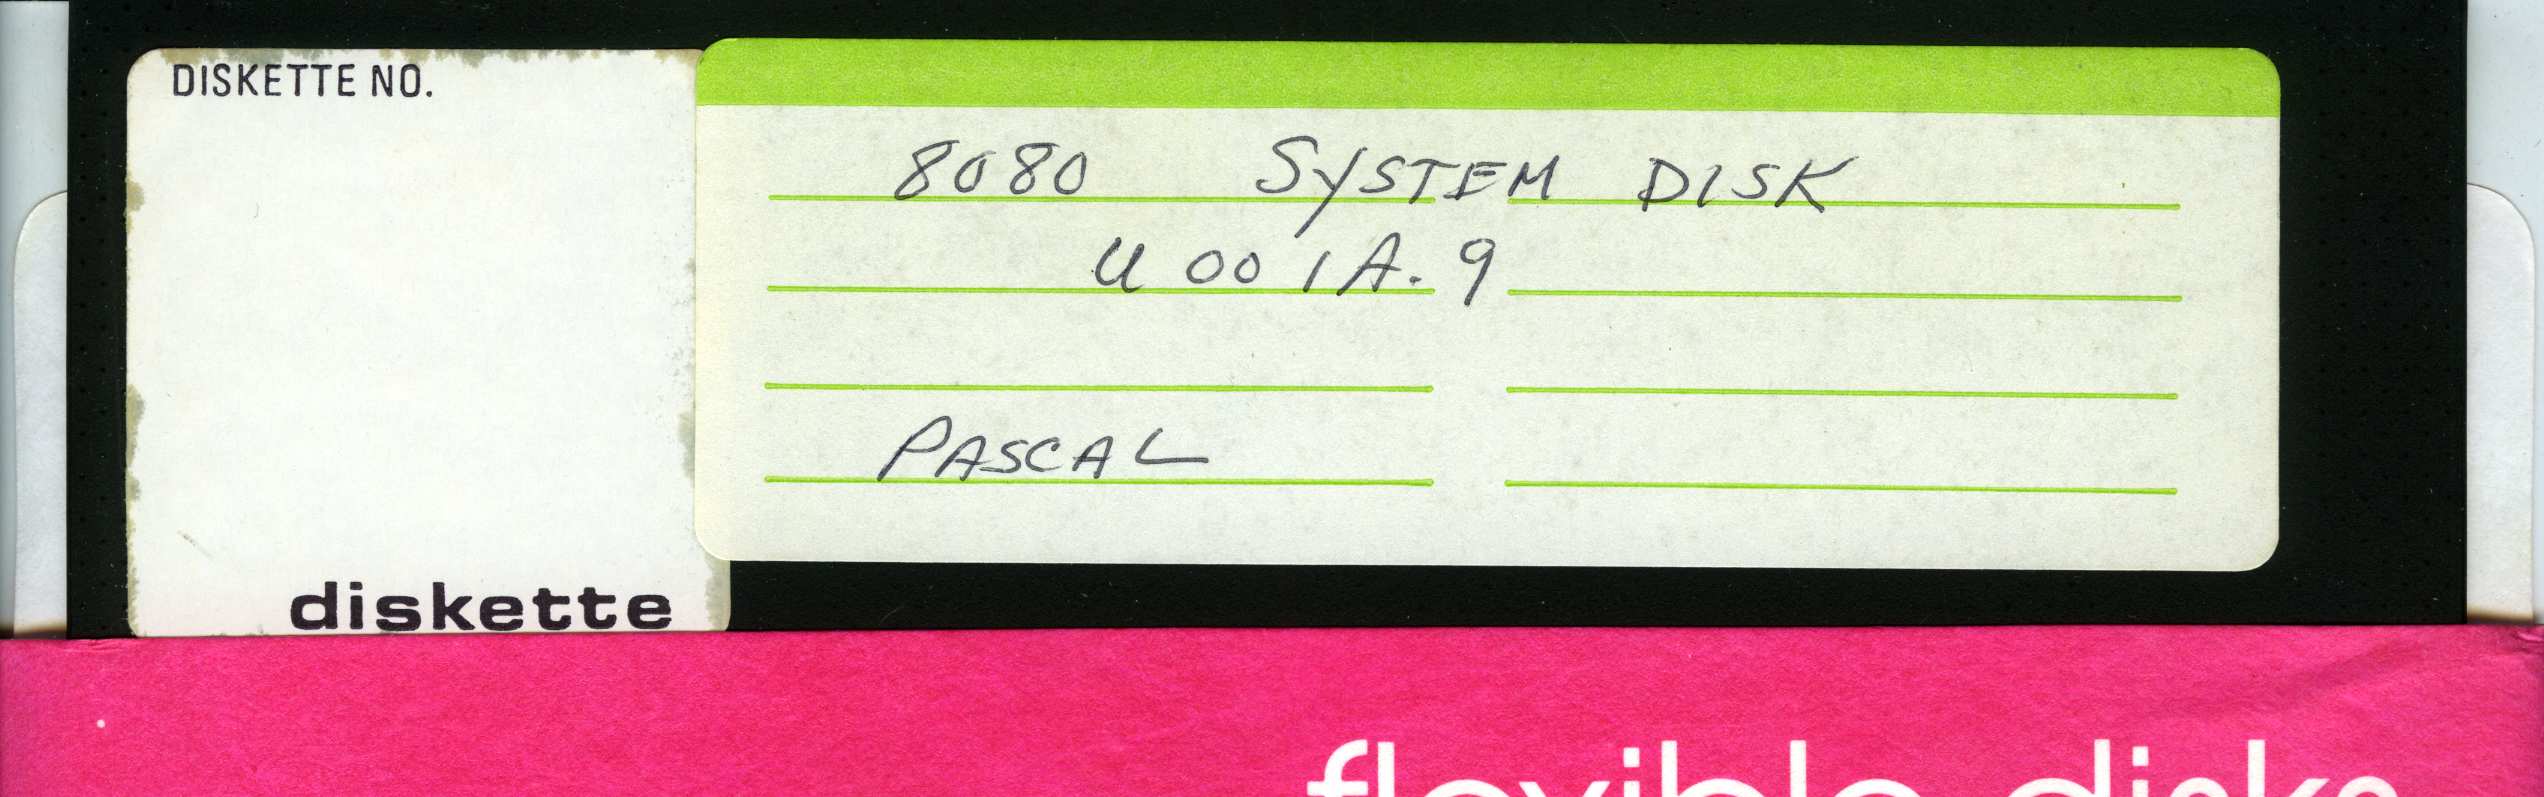 DISKETTE NO.
8080 SYSTEM DISK
U001A.9
PASCAL
diskette
flexible disks